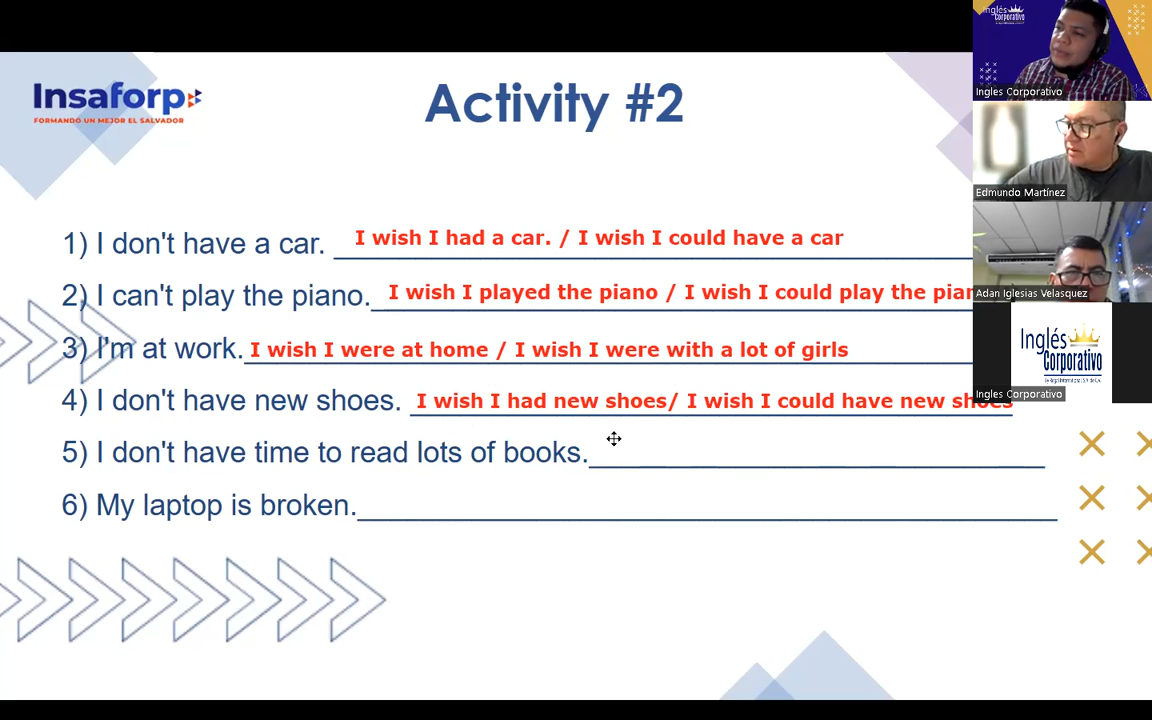 Insaforp
FORMANDO UN MEJOR EL SALVADOR
Activity #2
1) I don't have a car. I wish I had a car. / I wish I could have a car
2) I can't play the piano. I wish I played the piano / I wish I could play the
3) I'm at work. I wish I were at home / I wish I were with a lot of girls
4) I don't have new shoes. I wish I had new shoes/ I wish I could have new shoes
5) I don't have time to read lots of books.
6) My laptop is broken.
Inglés
Corporativo
Ingles Corporativo
Edmundo Martínez
Adan Iglesias Velasquez
Inglés
Corporativo
Ingles Corporativo